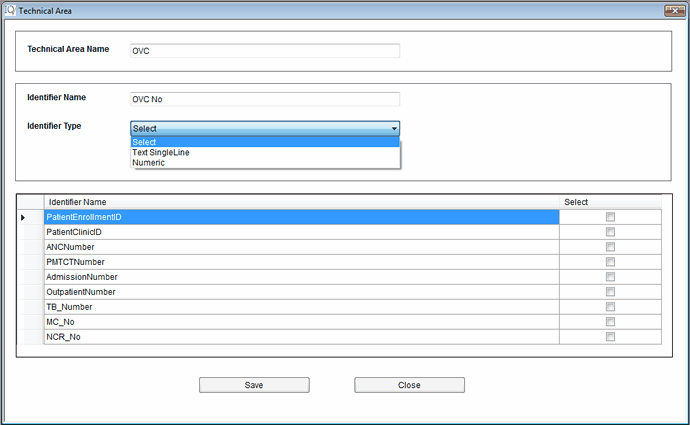 Technical Area
Technical Area Name OVC
Identifier Name OVC No
Identifier Type Select
Select
Text SingleLine
Numeric
Identifier Name Select
PatientEnrollmentID
PatientClinicID
ANCNumber
PMTCTNumber
AdmissionNumber
OutpatientNumber
TB_Number
MC_No
NCR_No
Save Close